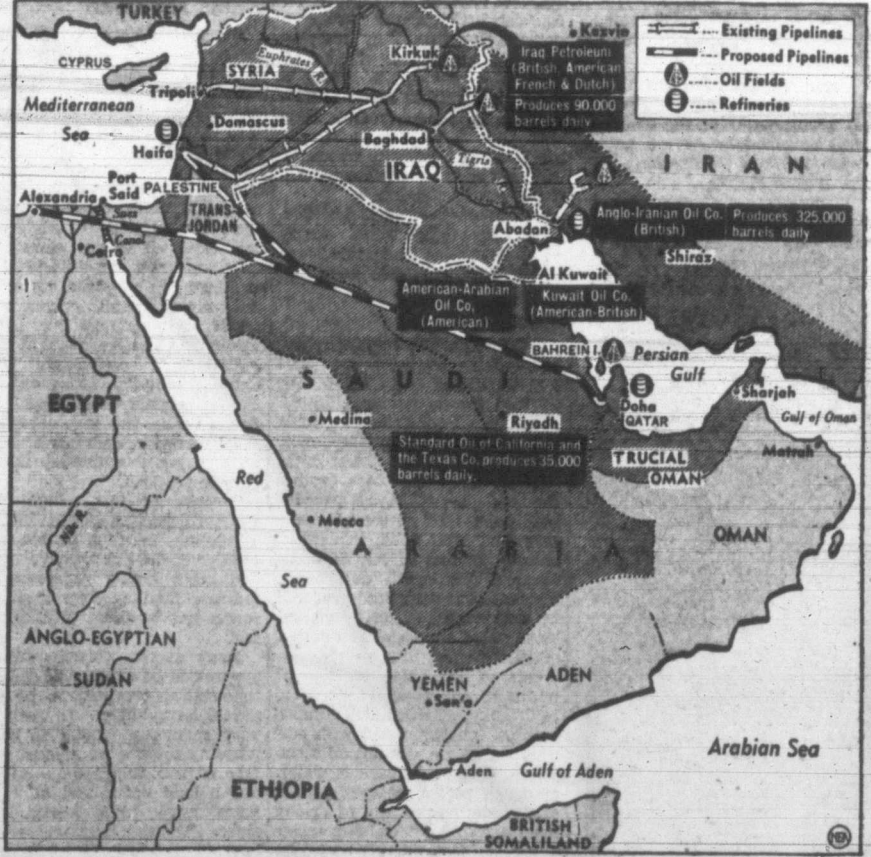 TURKEY
Kazvin
Existing Pipelines
Proposed Pipelines
Oil Fields
Refineries
CYPRUS
Kirkuk
Iraq Petroleum
(British, American
French & Dutch)
Produces 90,000
barrels daily
Euphrates R.
SYRIA
Tripoli
Mediterranean
Sea
Damascus
Baghdad
Haifa
Tigris
IRAQ
IRAN
Port
Said
PALESTINE
Alexandria
Suez
Canal
TRANS-
JORDAN
Cairo
Abadan
Anglo-Iranian Oil Co.
(British)
Produces 325,000
barrels daily
Shiraz
Al Kuwait
American-Arabian
Oil Co.
(American)
Kuwait Oil Co.
(American-British)
BAHREIN I.
Persian
Gulf
SAUDI
EGYPT
Medina
Riyadh
Doha
QATAR
Sharjah
Gulf of Oman
Matrah
Standard Oil of California and
the Texas Co. produces 35,000
barrels daily.
TRUCIAL
OMAN
Red
Nile R.
Mecca
ARABIA
OMAN
Sea
ANGLO-EGYPTIAN
SUDAN
YEMEN
San'a
ADEN
Arabian Sea
Aden
Gulf of Aden
ETHIOPIA
BRITISH
SOMALILAND
NEA